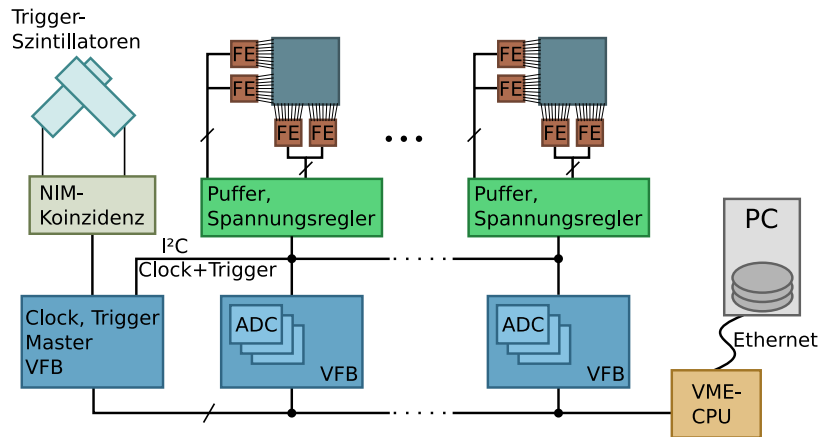 Trigger-
Szintillatoren
FE
FE
FE FE
FE
FE
FE FE
NIM-
Koinzidenz
Puffer,
Spannungsregler
Puffer,
Spannungsregler
I²C
Clock+Trigger
PC
Clock, Trigger
Master
VFB
ADC
VFB
ADC
VFB
Ethernet
VME-
CPU